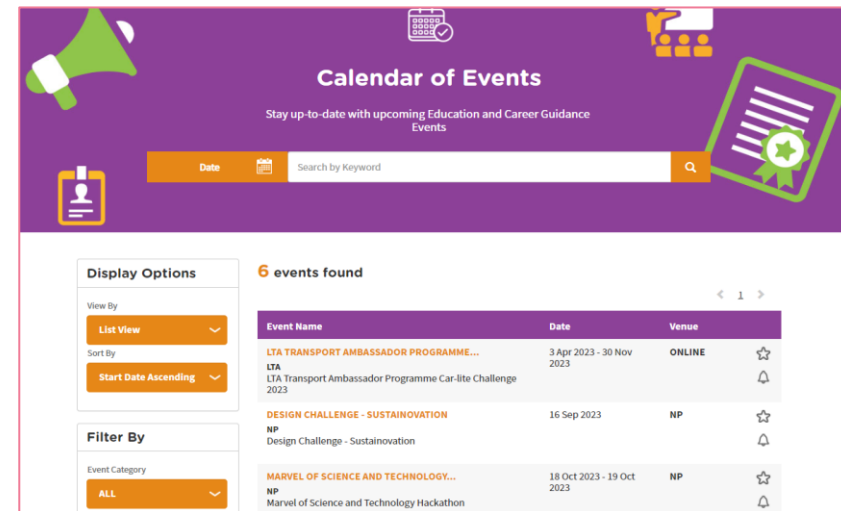 Calendar of Events
Stay up-to-date with upcoming Education and Career Guidance
Events
Date
Search by Keyword
Display Options
View By
List View
Sort By
Start Date Ascending
Filter By
Event Category
ALL
6 events found
< 1 >
Event Name Date Venue
LTA TRANSPORT AMBASSADOR PROGRAMME... 3 Apr 2023 - 30 Nov ONLINE
LTA 2023
LTA Transport Ambassador Programme Car-lite Challenge
2023
DESIGN CHALLENGE - SUSTAINOVATION 16 Sep 2023 NP
NP
Design Challenge - Sustainovation
MARVEL OF SCIENCE AND TECHNOLOGY... 18 Oct 2023 - 19 Oct NP
NP 2023
Marvel of Science and Technology Hackathon